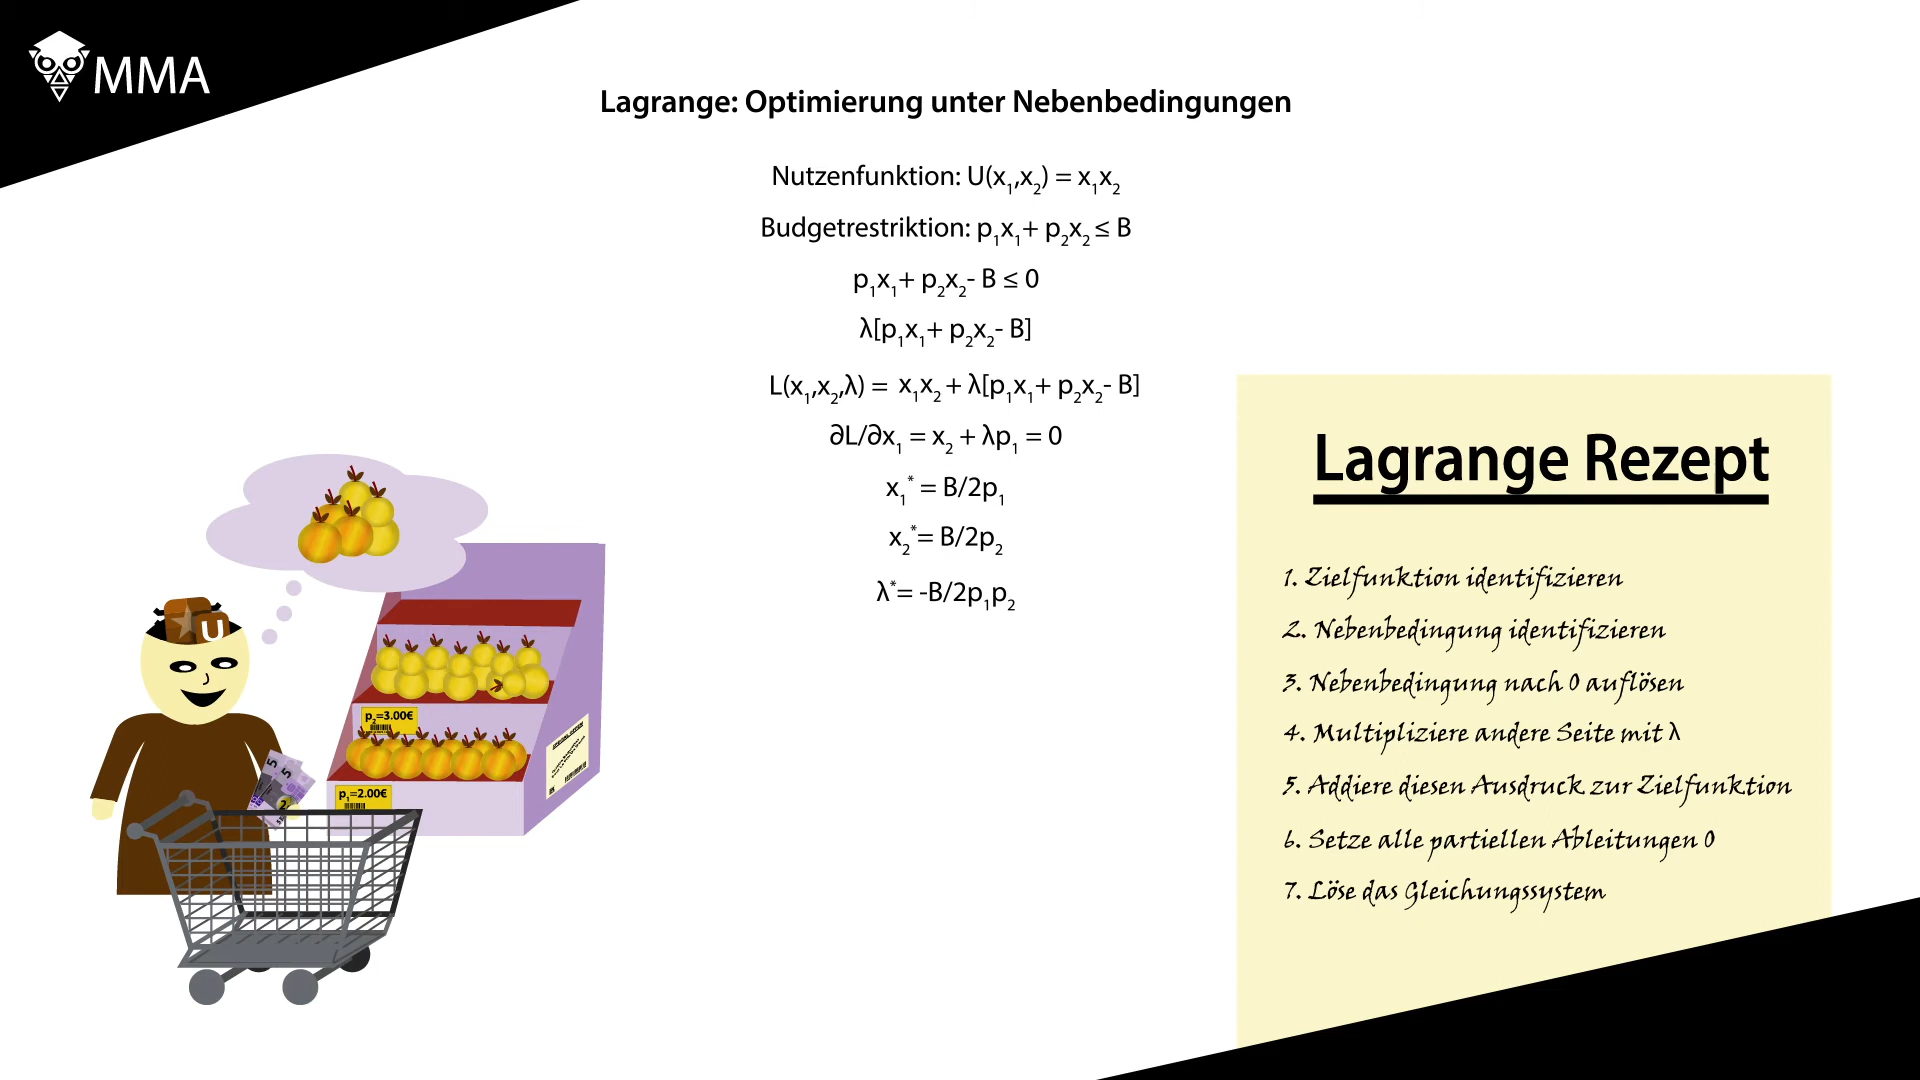 MMA
Lagrange: Optimierung unter Nebenbedingungen
Nutzenfunktion: U(x₁,x₂) = x₁x₂
Budgetrestriktion: p₁x₁+ p₂x₂ ≤ B
p₁x₁+ p₂x₂- B ≤ 0
λ[p₁x₁+ p₂x₂- B]
L(x₁,x₂,λ) = x₁x₂ + λ[p₁x₁+ p₂x₂- B]
∂L/∂x₁ = x₂ + λp₁ = 0
x₁* = B/2p₁
x₂*= B/2p₂
λ*= -B/2p₁p₂
U
p₂=3.00€
p₁=2.00€
5
5
Lagrange Rezept
1. Zielfunktion identifizieren
2. Nebenbedingung identifizieren
3. Nebenbedingung nach 0 auflösen
4. Multipliziere andere Seite mit λ
5. Addiere diesen Ausdruck zur Zielfunktion
6. Setze alle partiellen Ableitungen 0
7. Löse das Gleichungssystem